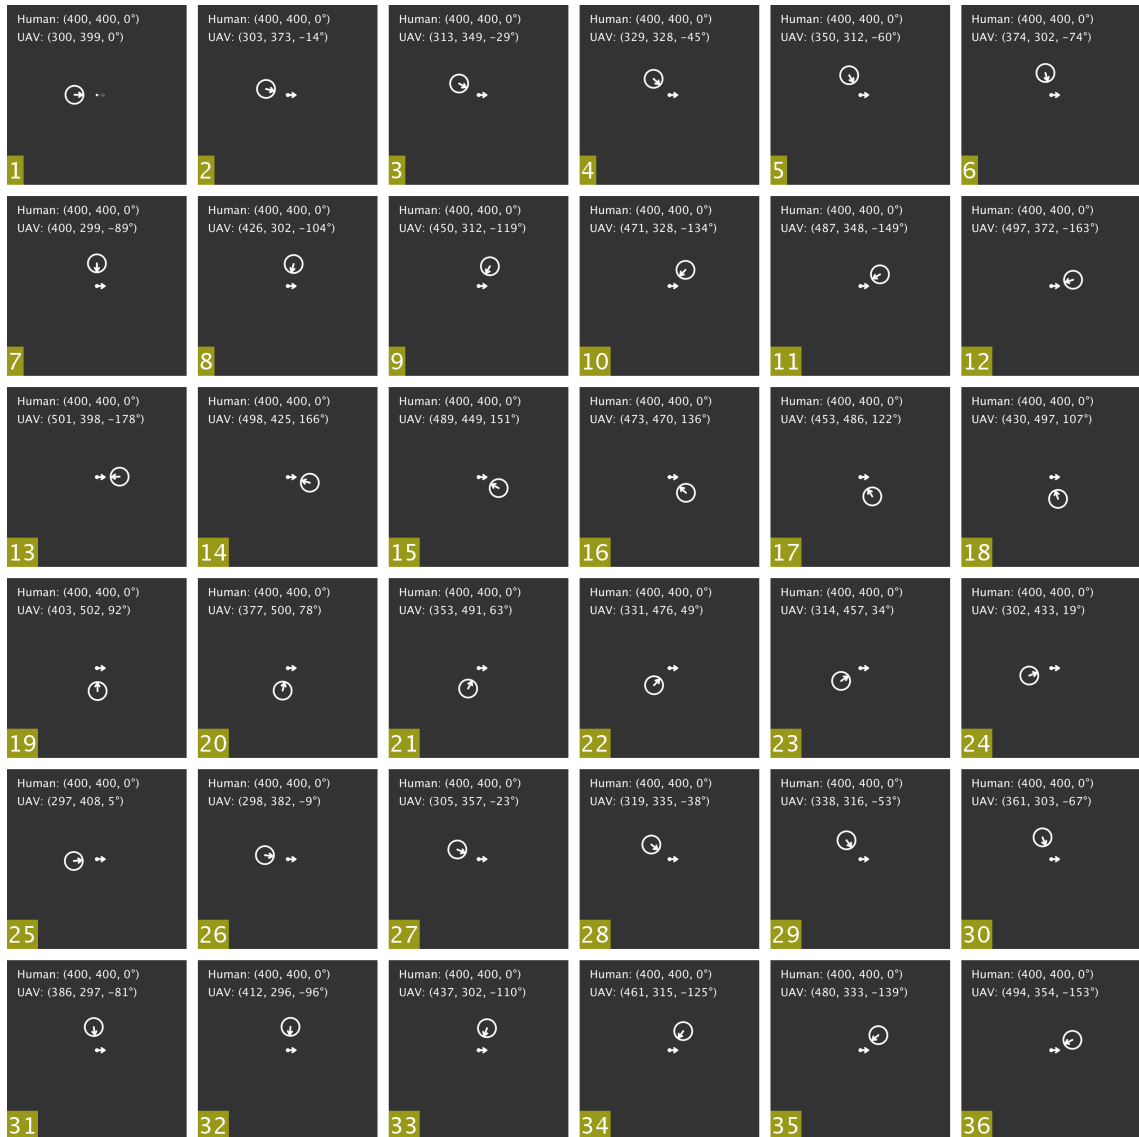 Human: (400, 400, 0°)
UAV: (300, 399, 0°)
1
Human: (400, 400, 0°)
UAV: (303, 373, −14°)
2
Human: (400, 400, 0°)
UAV: (313, 349, −29°)
3
Human: (400, 400, 0°)
UAV: (329, 328, −45°)
4
Human: (400, 400, 0°)
UAV: (350, 312, −60°)
5
Human: (400, 400, 0°)
UAV: (374, 302, −74°)
6
Human: (400, 400, 0°)
UAV: (400, 299, −89°)
7
Human: (400, 400, 0°)
UAV: (426, 302, −104°)
8
Human: (400, 400, 0°)
UAV: (450, 312, −119°)
9
Human: (400, 400, 0°)
UAV: (471, 328, −134°)
10
Human: (400, 400, 0°)
UAV: (487, 348, −149°)
11
Human: (400, 400, 0°)
UAV: (497, 372, −163°)
12
Human: (400, 400, 0°)
UAV: (501, 398, −178°)
13
Human: (400, 400, 0°)
UAV: (498, 425, 166°)
14
Human: (400, 400, 0°)
UAV: (489, 449, 151°)
15
Human: (400, 400, 0°)
UAV: (473, 470, 136°)
16
Human: (400, 400, 0°)
UAV: (453, 486, 122°)
17
Human: (400, 400, 0°)
UAV: (430, 497, 107°)
18
Human: (400, 400, 0°)
UAV: (403, 502, 92°)
19
Human: (400, 400, 0°)
UAV: (377, 500, 78°)
20
Human: (400, 400, 0°)
UAV: (353, 491, 63°)
21
Human: (400, 400, 0°)
UAV: (331, 476, 49°)
22
Human: (400, 400, 0°)
UAV: (314, 457, 34°)
23
Human: (400, 400, 0°)
UAV: (302, 433, 19°)
24
Human: (400, 400, 0°)
UAV: (297, 408, 5°)
25
Human: (400, 400, 0°)
UAV: (298, 382, −9°)
26
Human: (400, 400, 0°)
UAV: (305, 357, −23°)
27
Human: (400, 400, 0°)
UAV: (319, 335, −38°)
28
Human: (400, 400, 0°)
UAV: (338, 316, −53°)
29
Human: (400, 400, 0°)
UAV: (361, 303, −67°)
30
Human: (400, 400, 0°)
UAV: (386, 297, −81°)
31
Human: (400, 400, 0°)
UAV: (412, 296, −96°)
32
Human: (400, 400, 0°)
UAV: (437, 302, −110°)
33
Human: (400, 400, 0°)
UAV: (461, 315, −125°)
34
Human: (400, 400, 0°)
UAV: (480, 333, −139°)
35
Human: (400, 400, 0°)
UAV: (494, 354, −153°)
36